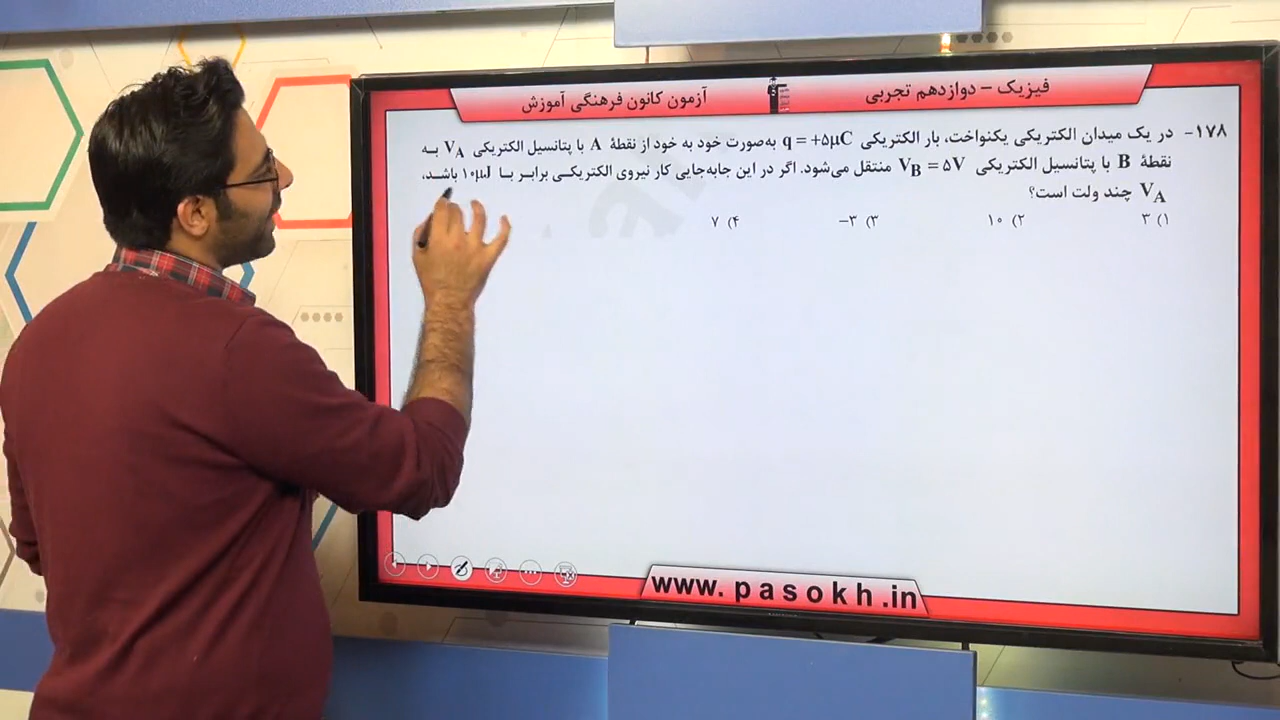 فیزیک – دوازدهم تجربی
آزمون کانون فرهنگی آموزش
۱۷۸- در یک میدان الکتریکی یکنواخت، بار الکتریکی q = +۵μC به‌صورت خود به خود از نقطهٔ A با پتانسیل الکتریکی VA به
نقطهٔ B با پتانسیل الکتریکی VB = ۵V منتقل می‌شود. اگر در این جابه‌جایی کار نیروی الکتریکی برابر با ۱۰μJ باشد،
VA چند ولت است؟
۱) ۳ ۲) ۱۰ ۳) ۳− ۴) ۷
www.pasokh.in